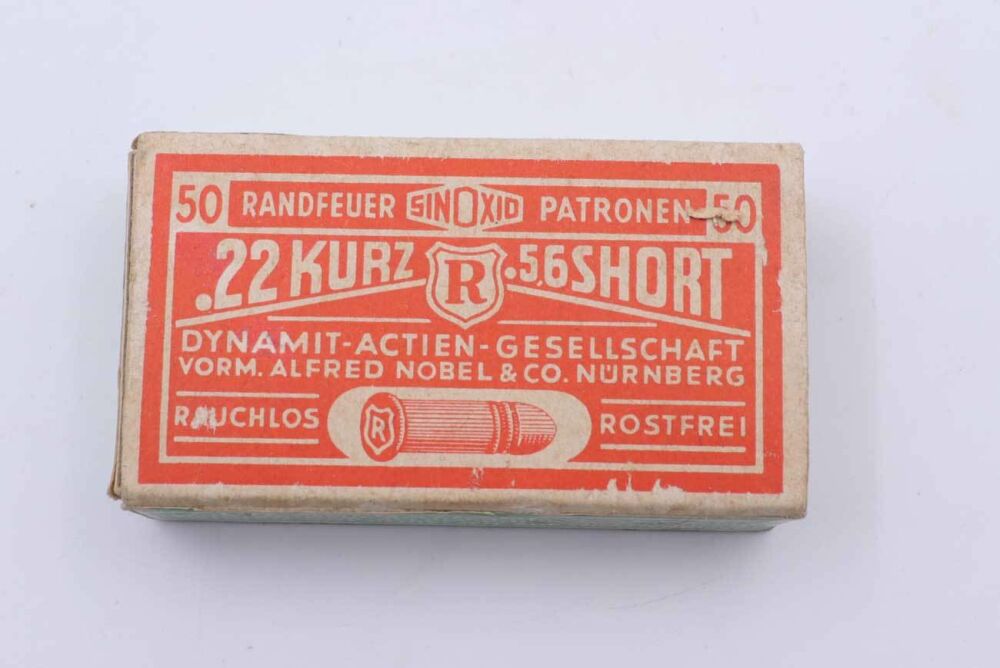 50 RANDFEUER SINOXID PATRONEN 50
.22 KURZ R .5,6 SHORT
DYNAMIT-ACTIEN-GESELLSCHAFT
VORM. ALFRED NOBEL & CO. NÜRNBERG
RAUCHLOS R ROSTFREI